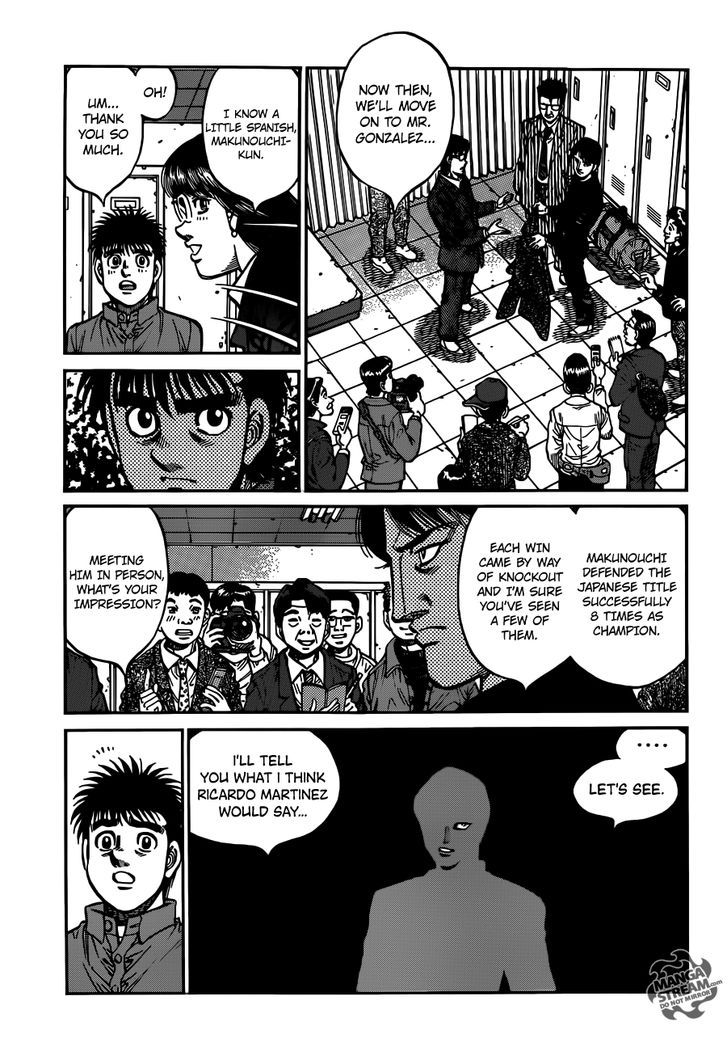 NOW THEN,
WE'LL MOVE
ON TO MR.
GONZALEZ...
I KNOW A
LITTLE SPANISH,
MAKUNOUCHI-
KUN.
OH!
UM...
THANK
YOU SO
MUCH.
MAKUNOUCHI
DEFENDED THE
JAPANESE TITLE
SUCCESSFULLY
8 TIMES AS
CHAMPION.
EACH WIN
CAME BY WAY
OF KNOCKOUT
AND I'M SURE
YOU'VE SEEN
A FEW OF
THEM.
MEETING
HIM IN PERSON,
WHAT'S YOUR
IMPRESSION?
....
LET'S SEE.
I'LL TELL
YOU WHAT I THINK
RICARDO MARTINEZ
WOULD SAY...
MANGA
STREAM.com
DO NOT MIRROR!